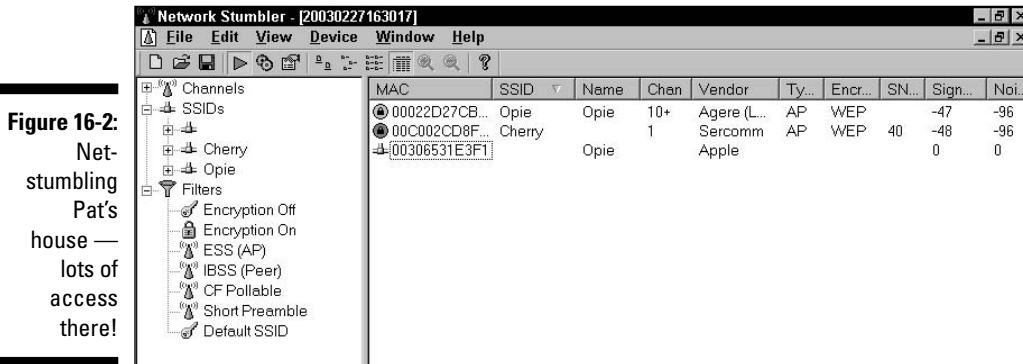 Figure 16-2:
Net-
stumbling
Pat's
house —
lots of
access
there!
Network Stumbler - [20030227163017]
File Edit View Device Window Help
Channels
SSIDs
Cherry
Opie
Filters
Encryption Off
Encryption On
ESS (AP)
IBSS (Peer)
CF Pollable
Short Preamble
Default SSID
MAC SSID Name Chan Vendor Ty... Encr... SN... Sign... Noi...
00022D27CB... Opie Opie 10+ Agere (L... AP WEP -47 -96
00C002CD8F... Cherry 1 Sercomm AP WEP 40 -48 -96
00306531E3F1 Opie Apple 0 0